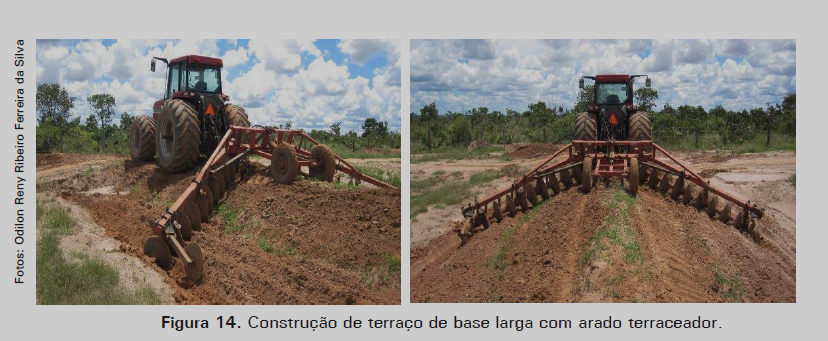 Fotos: Odilon Reny Ribeiro Ferreira da Silva
Figura 14. Construção de terraço de base larga com arado terraceador.